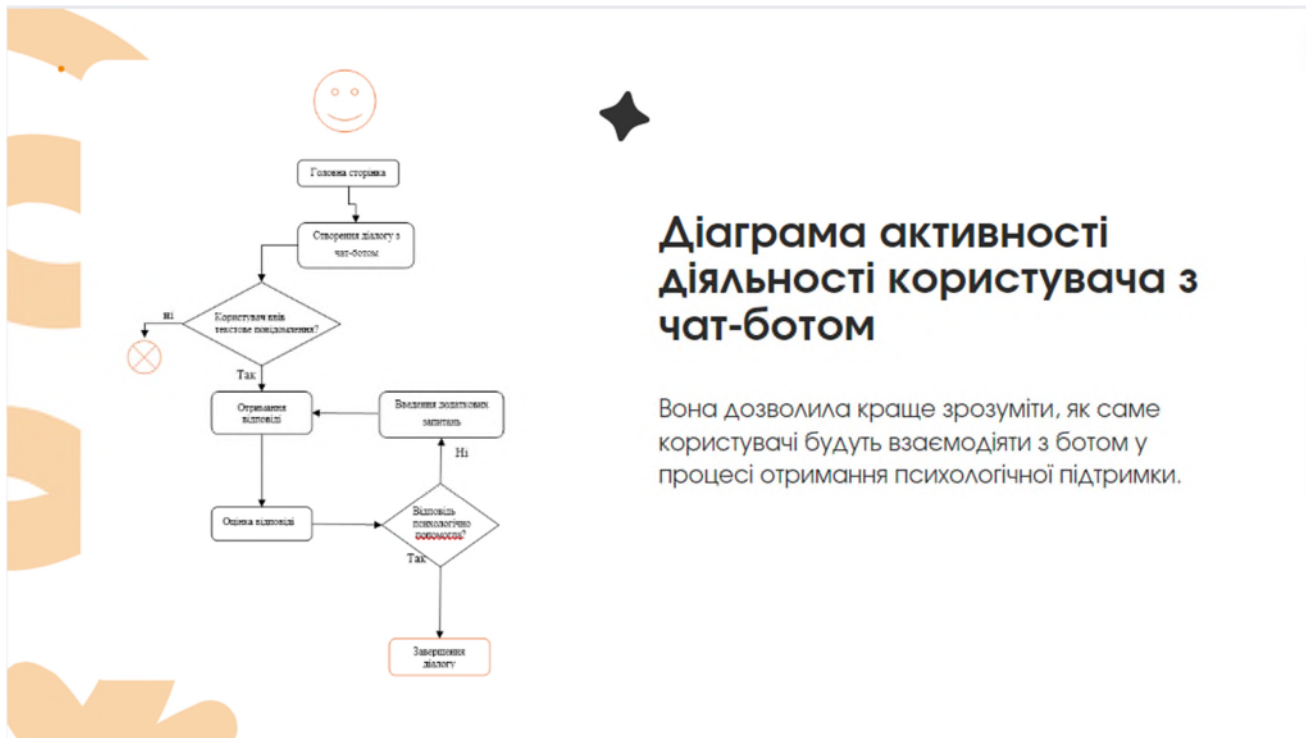 Головна сторінка
Створення діалогу з
чат-ботом
Користувач ввів
текстове повідомлення?
ні
Так
Отримання
відповіді
Введення додаткових
запитань
Ні
Оцінка відповіді
Відповідь
психологічно
допомогла?
Так
Завершення
діалогу
Діаграма активності
діяльності користувача з
чат-ботом
Вона дозволила краще зрозуміти, як саме
користувачі будуть взаємодіяти з ботом у
процесі отримання психологічної підтримки.